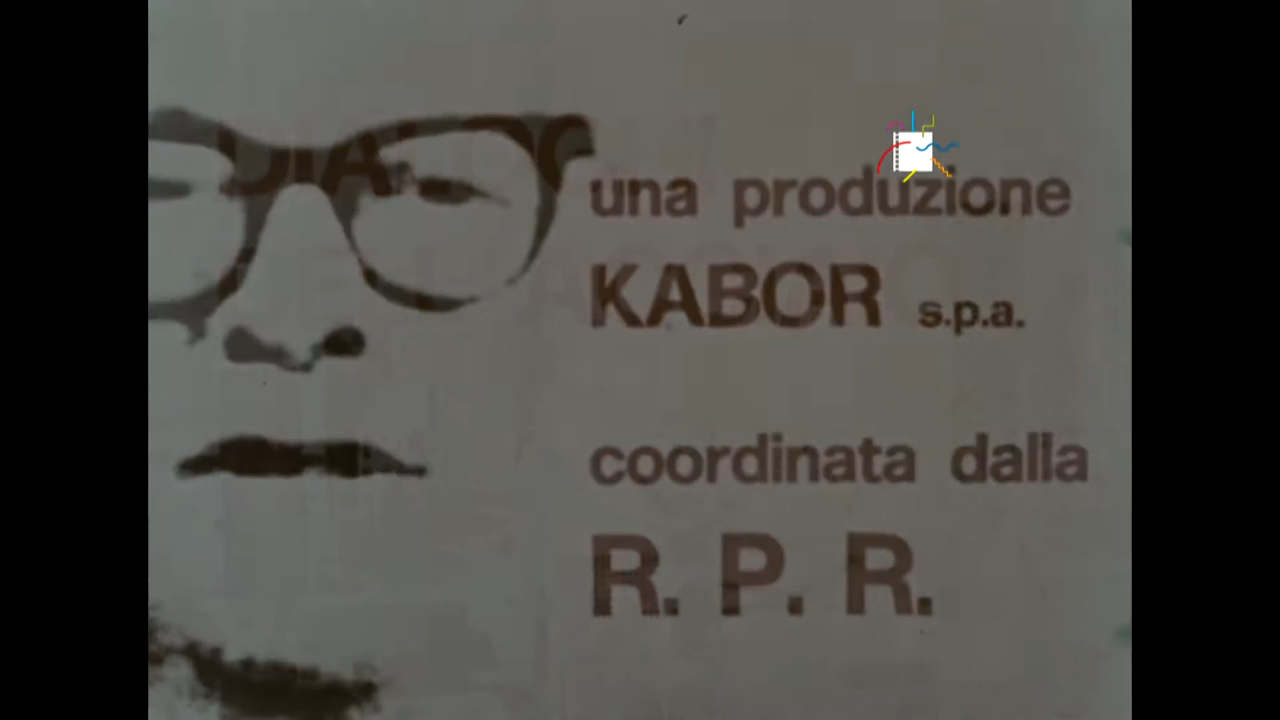 una produzione
KABOR s.p.a.
coordinata dalla
R. P. R.